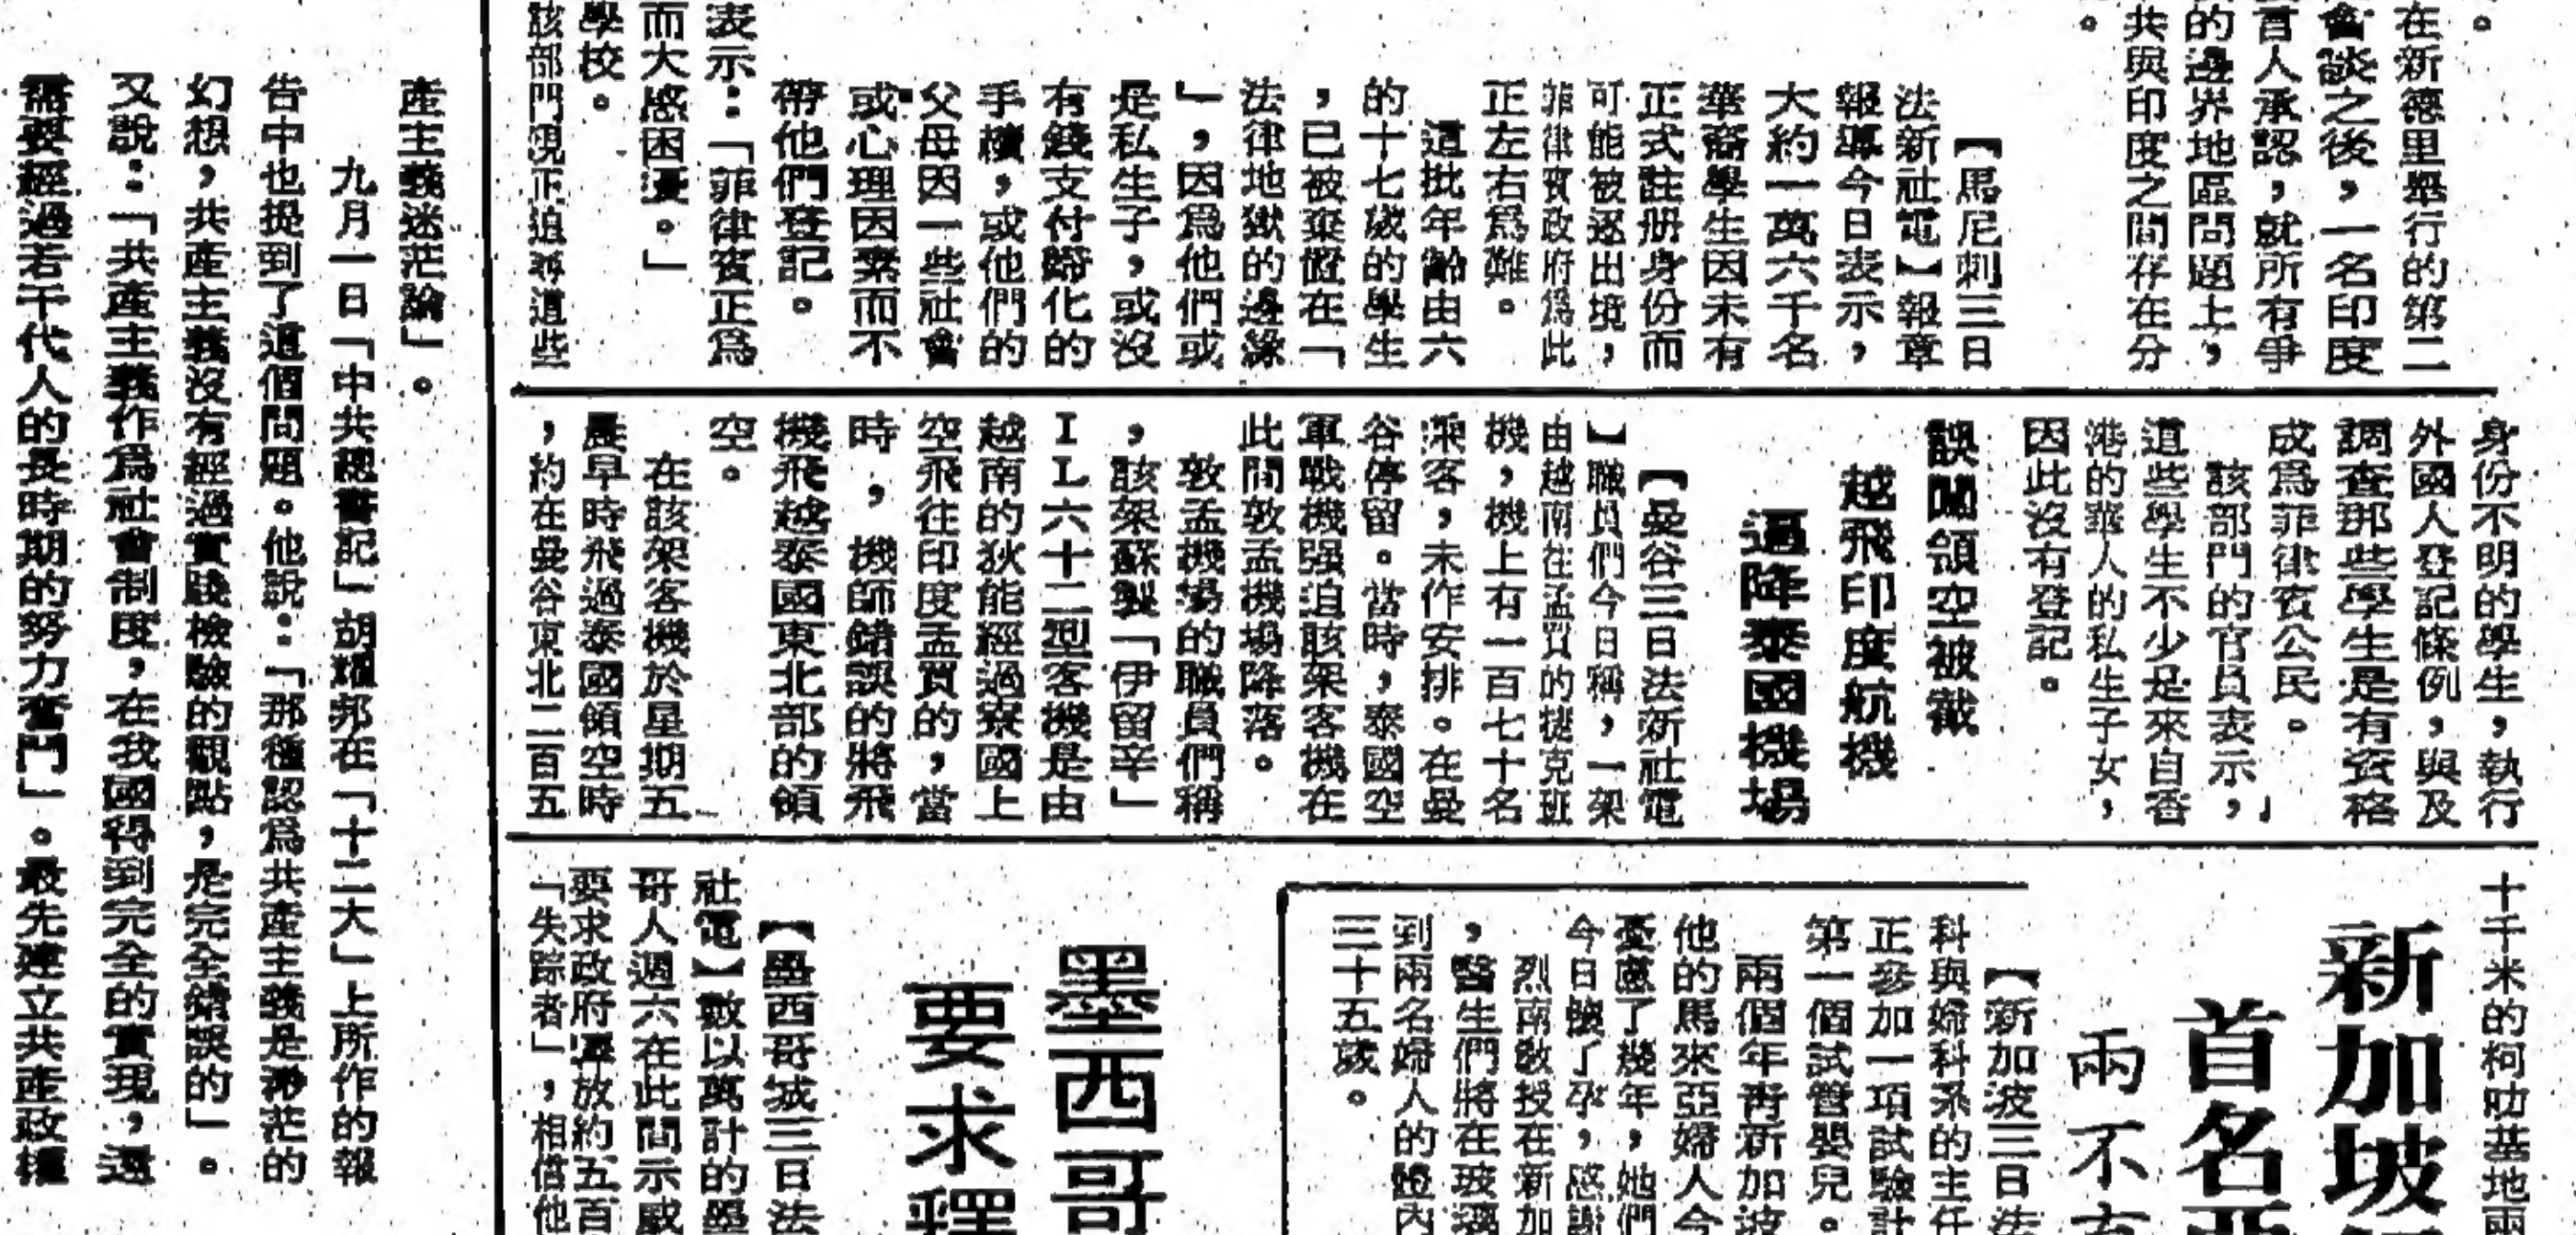 。
在新德里舉行的第二
會談之後，一名印度
言人承認，就所有爭
的邊界地區問題上，
共與印度之間存在分
。
【馬尼剌三日
法新社電】報章
報導今日表示，
大約一萬六千名
華裔學生因未有
正式註册身份而
可能被逐出境，
菲律賓政府爲此
正左右爲難。
這批年齡由六
的十七歲的學生
，已被棄置在「
法律地獄的邊緣
」，因爲他們或
是私生子，或沒
有錢支付歸化的
手續，或他們的
父母因一些社會
或心理因素而不
帶他們登記。
表示：「菲律賓正爲
而大感困擾。」
學校。
該部門現正追尋這些
身份不明的學生，執行
外國人登記條例，與及
調查那些學生是有資格
成爲菲律賓公民。
該部門的官員表示，
這些學生不少是來自香
港的華人的私生子女，
因此沒有登記。
誤闖領空被截
越飛印度航機
逼降泰國機場
【曼谷三日法新社電
】職員們今日稱，一架
由越南往孟買的捷克班
機，機上有一百七十名
乘客，未作安排。在曼
谷停留。當時，泰國空
軍戰機强迫該架客機在
此間敦孟機場降落。
敦孟機場的職員們稱
，該架蘇製「伊留辛」
ＩＬ六十二型客機是由
越南的狄能經過寮國上
空飛往印度孟買的，當
時，機師錯誤的將飛
機飛越泰國東北部的領
空。
在該架客機於星期五
晨早時飛過泰國領空時
，約在曼谷東北二百五
十千米的柯叻基地兩
新加坡
首名
兩不
【新加波三日法
科與婦科系的主任
正參加一項試驗計
第一個試管嬰兒。
兩個年靑新加波
他的馬來亞婦人今
憂慮了幾年，她們
今日懷了孕，感謝
烈南教授在新加
，醫生們將在玻璃
到兩名婦人的體內
三十五歲。
墨西哥
要求釋
【墨西哥城三日法
社電】數以萬計的墨
哥人週六在此間示威
要求政府釋放約五百
「失踪者」，相信他
產主義迷茫論」。
九月一日「中共總書記」胡耀邦在「十二大」上所作的報
告中也提到了這個問題。他說：「那種認爲共產主義是渺茫的
幻想，共產主義沒有經過實踐檢驗的觀點，是完全錯誤的」。
又說：「共產主義作爲社會制度，在我國得到完全的實現，還
需要經過若干代人的長時期的努力奮鬥」。最先建立共產政權